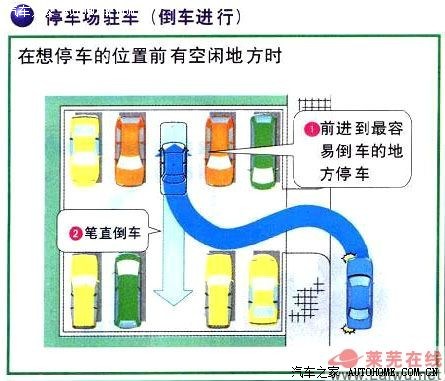 停车场驻车（倒车进行）
在想停车的位置前有空闲地方时
1 前进到最容
易倒车的地
方停车
2 笔直倒车
莱芜在线
汽车之家 AUTOHOME.COM.CN